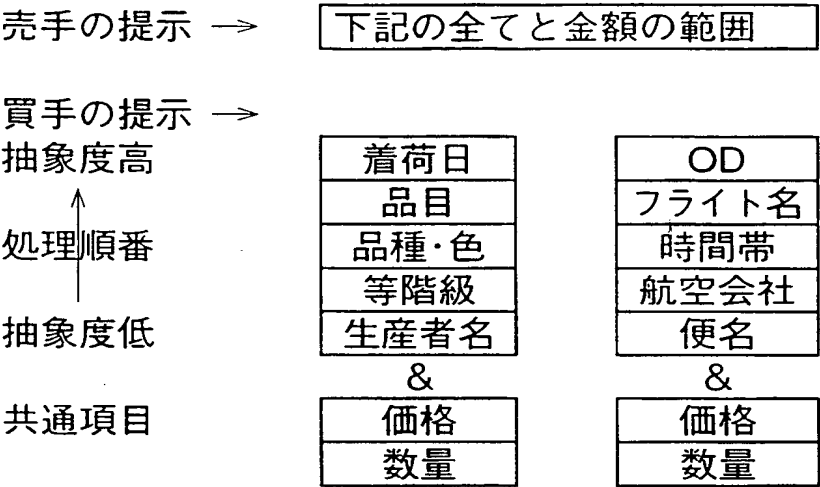 売手の提示 → 下記の全てと金額の範囲
買手の提示 →
抽象度高 着荷日 OD
品目 フライト名
処理順番 品種・色 時間帯
等階級 航空会社
抽象度低 生産者名 便名
& &
共通項目 価格 価格
数量 数量